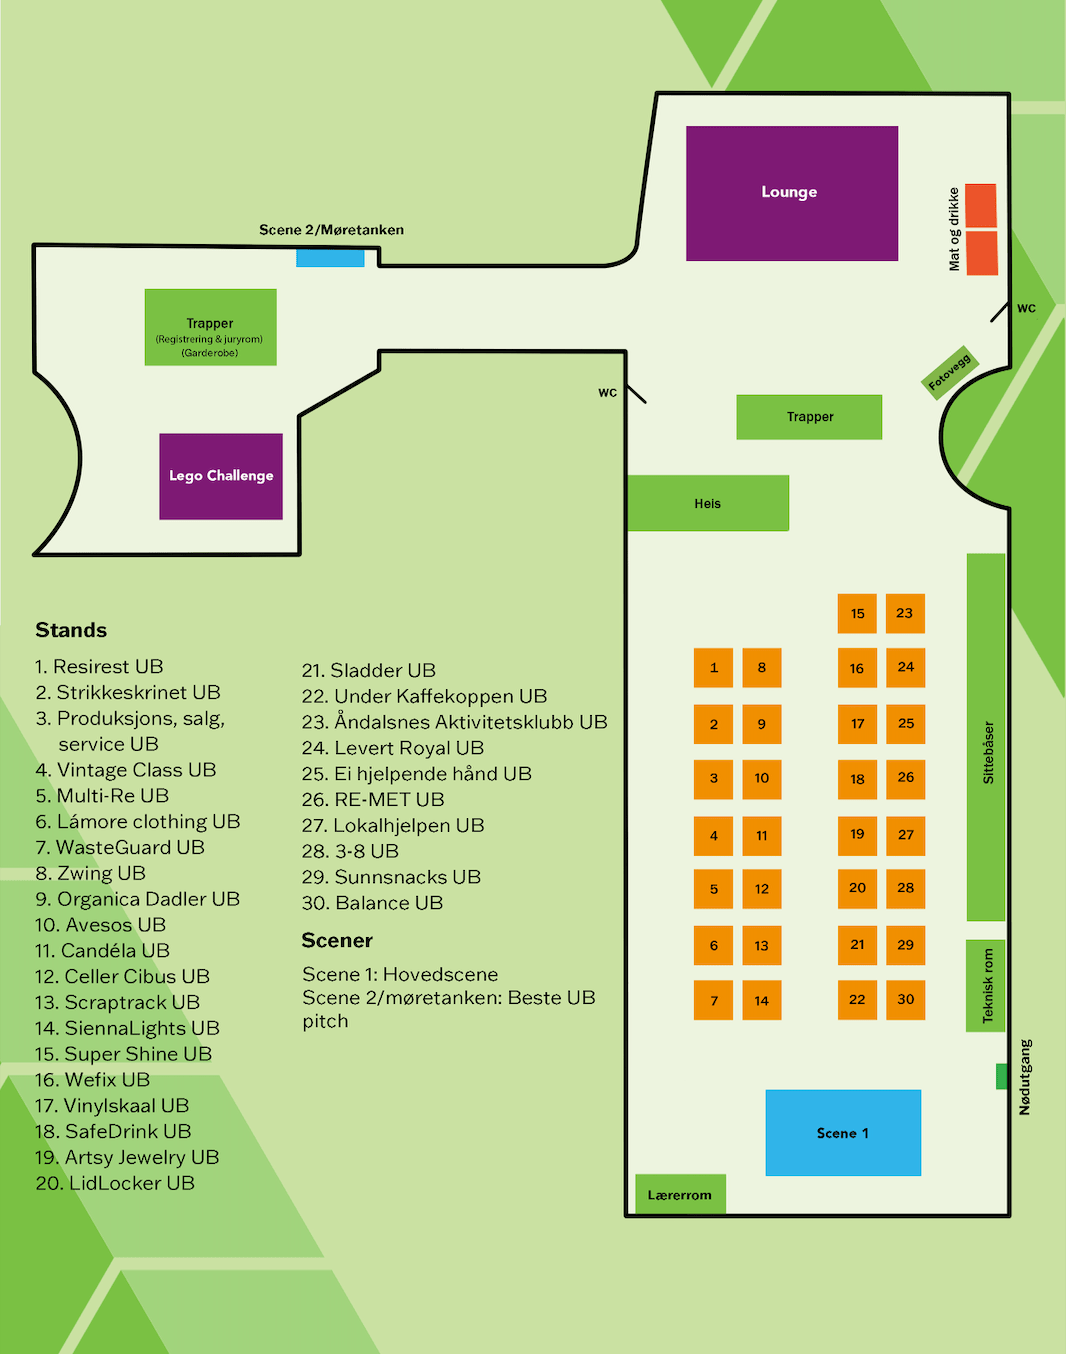 Lounge
Mat og drikke
Scene 2/Møretanken
WC
Trapper
(Registrering & juryrom)
(Garderobe)
Fotovegg
WC
Trapper
Lego Challenge
Heis
Stands
1. Resirest UB
2. Strikkeskrinet UB
3. Produksjons, salg,
service UB
4. Vintage Class UB
5. Multi-Re UB
6. Lámore clothing UB
7. WasteGuard UB
8. Zwing UB
9. Organica Dadler UB
10. Avesos UB
11. Candéla UB
12. Celler Cibus UB
13. Scraptrack UB
14. SiennaLights UB
15. Super Shine UB
16. Wefix UB
17. Vinylskaal UB
18. SafeDrink UB
19. Artsy Jewelry UB
20. LidLocker UB
21. Sladder UB
22. Under Kaffekoppen UB
23. Åndalsnes Aktivitetsklubb UB
24. Levert Royal UB
25. Ei hjelpende hånd UB
26. RE-MET UB
27. Lokalhjelpen UB
28. 3-8 UB
29. Sunnsnacks UB
30. Balance UB
Scener
Scene 1: Hovedscene
Scene 2/møretanken: Beste UB
pitch
15 23
1 8 16 24
2 9 17 25
3 10 18 26
4 11 19 27
5 12 20 28
6 13 21 29
7 14 22 30
Sittebåser
Teknisk rom
Nødutgang
Scene 1
Lærerrom